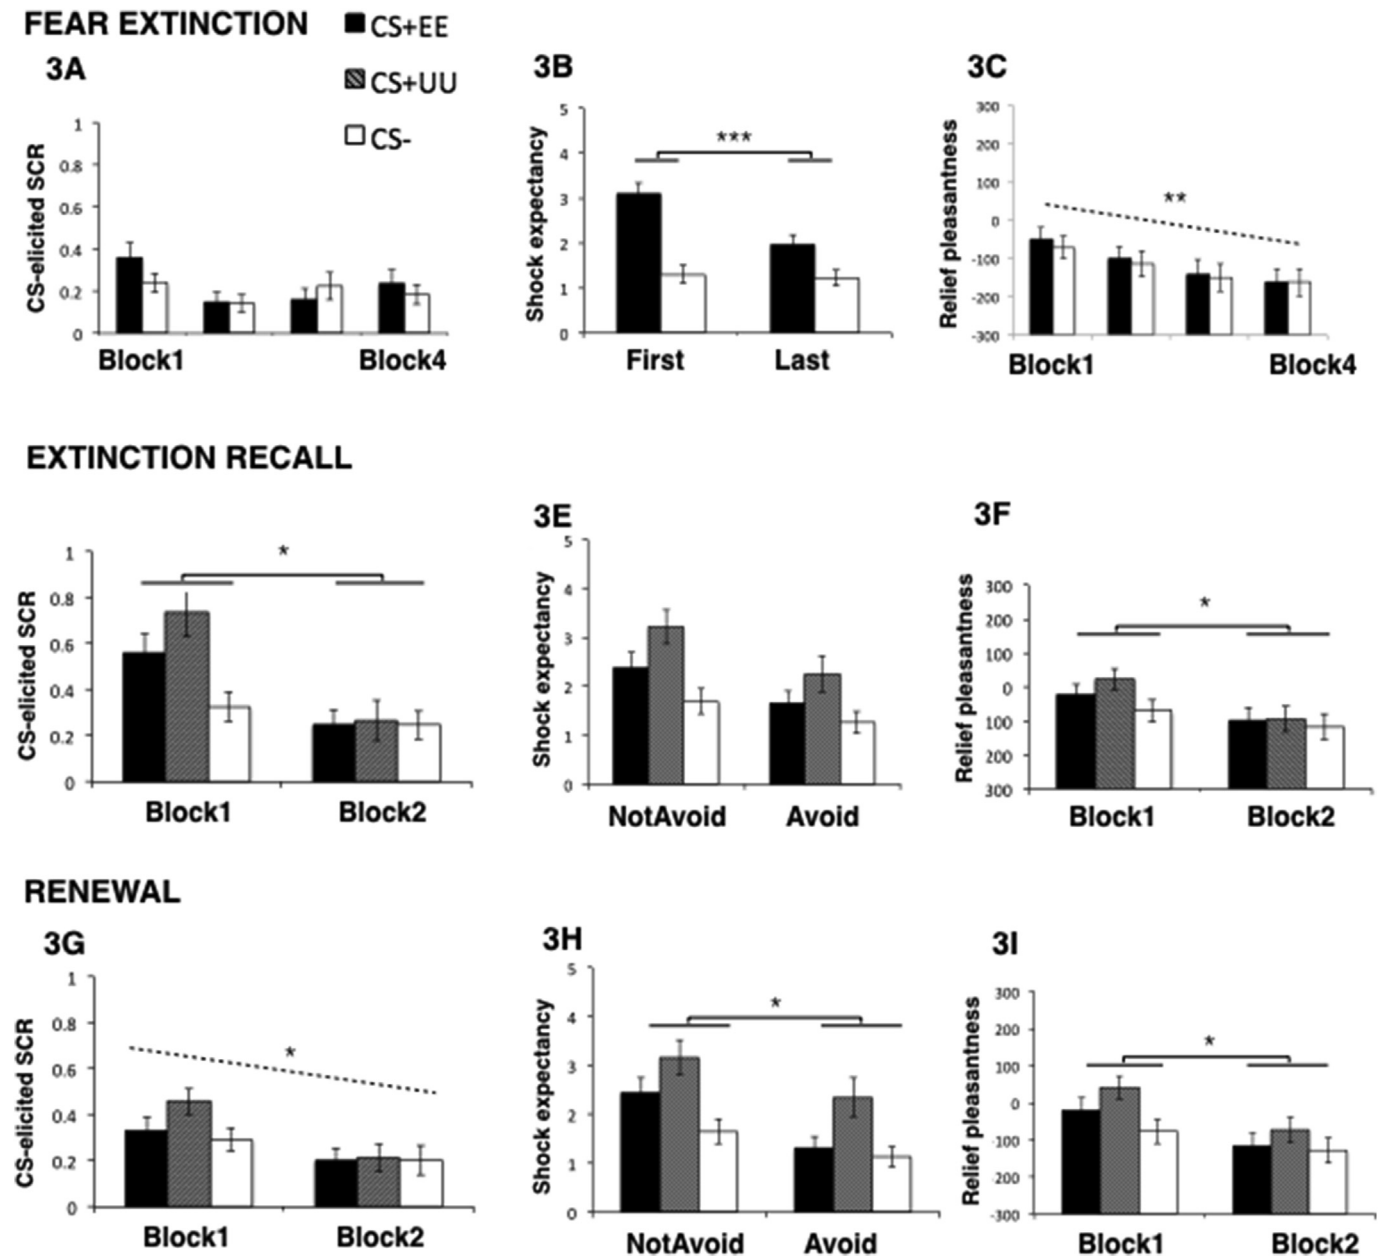 FEAR EXTINCTION
CS+EE
CS+UU
CS-
3A
CS-elicited SCR
1
0.8
0.6
0.4
0.2
0
Block1
Block4
3B
Shock expectancy
5
4
3
2
1
0
***
First
Last
3C
Relief pleasantness
300
200
100
0
-100
-200
-300
**
Block1
Block4
EXTINCTION RECALL
CS-elicited SCR
1
0.8
0.6
0.4
0.2
0
*
Block1
Block2
3E
Shock expectancy
5
4
3
2
1
0
NotAvoid
Avoid
3F
Relief pleasantness
300
200
100
0
100
200
300
*
Block1
Block2
RENEWAL
3G
CS-elicited SCR
1
0.8
0.6
0.4
0.2
0
*
Block1
Block2
3H
Shock expectancy
5
4
3
2
1
0
*
NotAvoid
Avoid
3I
Relief pleasantness
300
200
100
0
-100
-200
-300
*
Block1
Block2